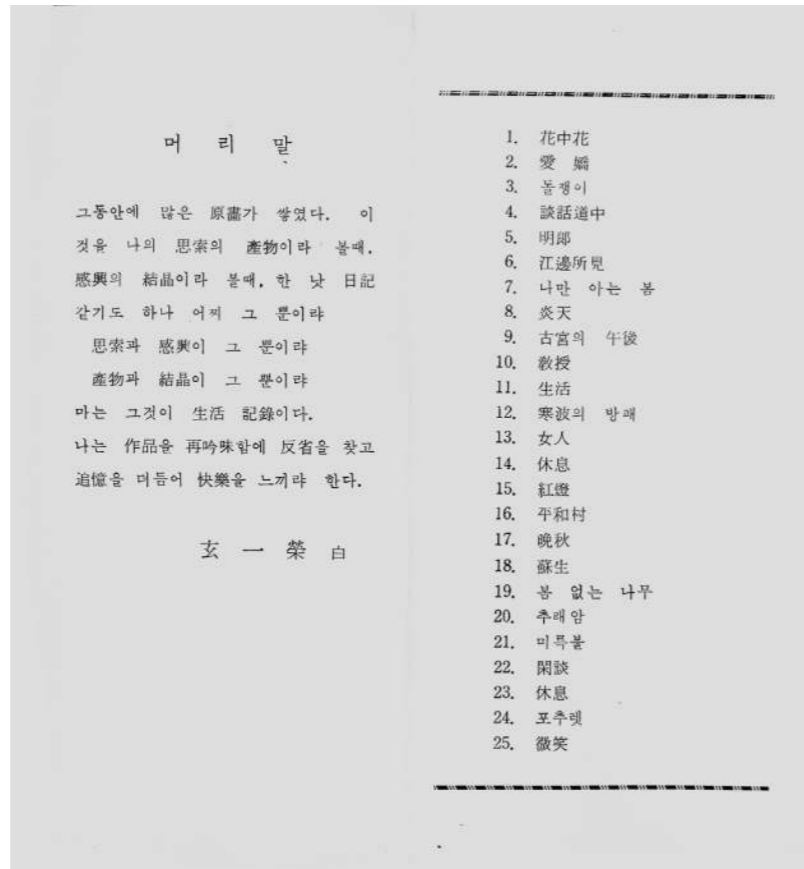 머 리 말
그동안에 많은 原畵가 쌓였다. 이
것을 나의 思索의 產物이라 볼때,
感興의 結晶이라 볼때, 한 낫 日記
같기도 하나 어찌 그 뿐이랴
思索과 感興이 그 뿐이랴
產物과 結晶이 그 뿐이랴
마는 그것이 生活 記錄이다.
나는 作品을 再吟味함에 反省을 찾고
追憶을 더듬어 快樂을 느끼랴 한다.
玄 一 榮 白
1. 花中花
2. 愛 嬌
3. 돌쟁이
4. 談話道中
5. 明郞
6. 江邊所見
7. 나만 아는 봄
8. 炎天
9. 古宮의 午後
10. 敎授
11. 生活
12. 寒波의 방패
13. 女人
14. 休息
15. 紅燈
16. 平和村
17. 晩秋
18. 蘇生
19. 봄 없는 나무
20. 추래암
21. 미륵불
22. 閑談
23. 休息
24. 포추렛
25. 微笑